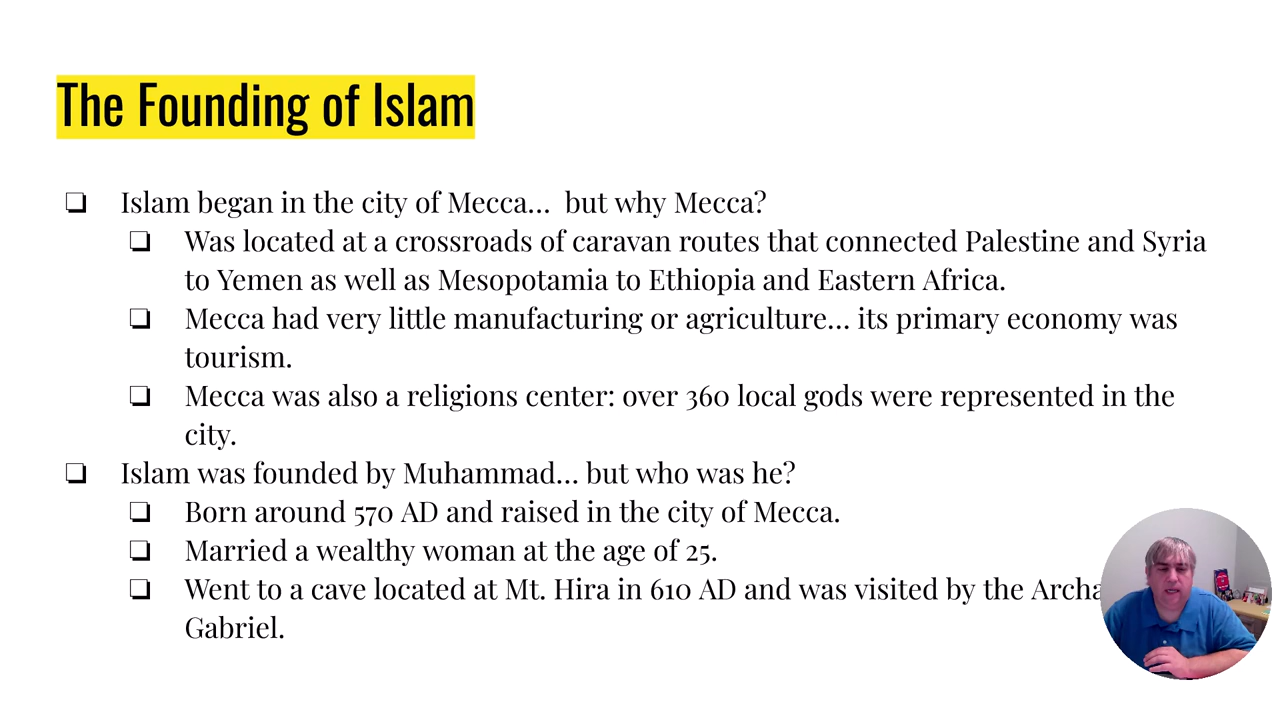 The Founding of Islam
Islam began in the city of Mecca... but why Mecca?
Was located at a crossroads of caravan routes that connected Palestine and Syria
to Yemen as well as Mesopotamia to Ethiopia and Eastern Africa.
Mecca had very little manufacturing or agriculture... its primary economy was
tourism.
Mecca was also a religions center: over 360 local gods were represented in the
city.
Islam was founded by Muhammad... but who was he?
Born around 570 AD and raised in the city of Mecca.
Married a wealthy woman at the age of 25.
Went to a cave located at Mt. Hira in 610 AD and was visited by the
Gabriel.